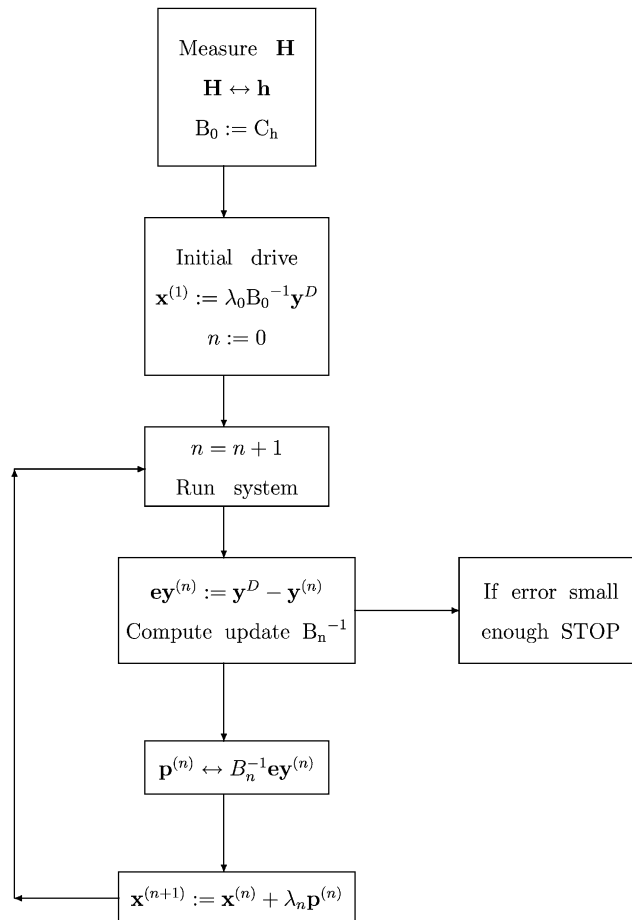 Measure H
H ↔ h
B₀ := Cₕ
Initial drive
x⁽¹⁾ := λ₀B₀⁻¹yᴰ
n := 0
n = n + 1
Run system
ey⁽ⁿ⁾ := yᴰ − y⁽ⁿ⁾
Compute update Bₙ⁻¹
If error small
enough STOP
p⁽ⁿ⁾ ↔ Bₙ⁻¹ey⁽ⁿ⁾
x⁽ⁿ⁺¹⁾ := x⁽ⁿ⁾ + λₙp⁽ⁿ⁾